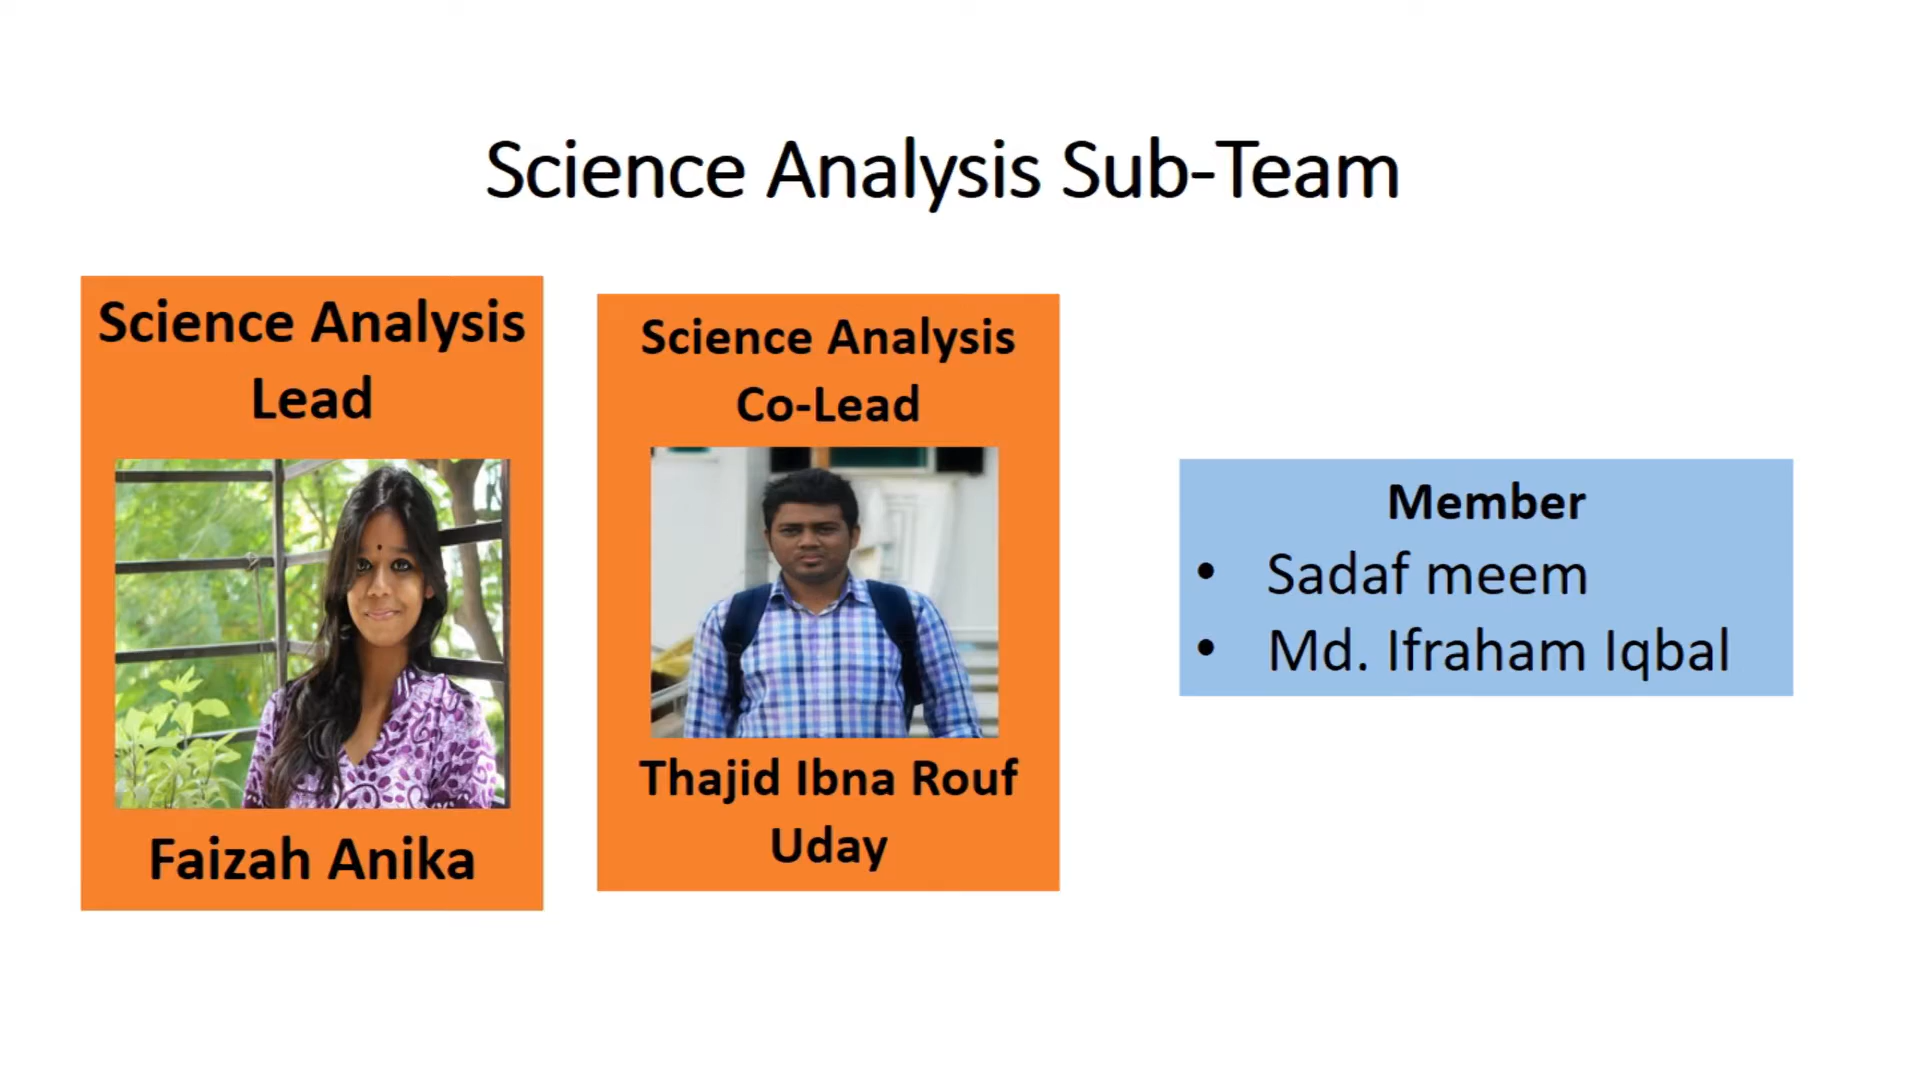 Science Analysis Sub-Team
Science Analysis
Lead
Faizah Anika
Science Analysis
Co-Lead
Thajid Ibna Rouf
Uday
Member
• Sadaf meem
• Md. Ifraham Iqbal